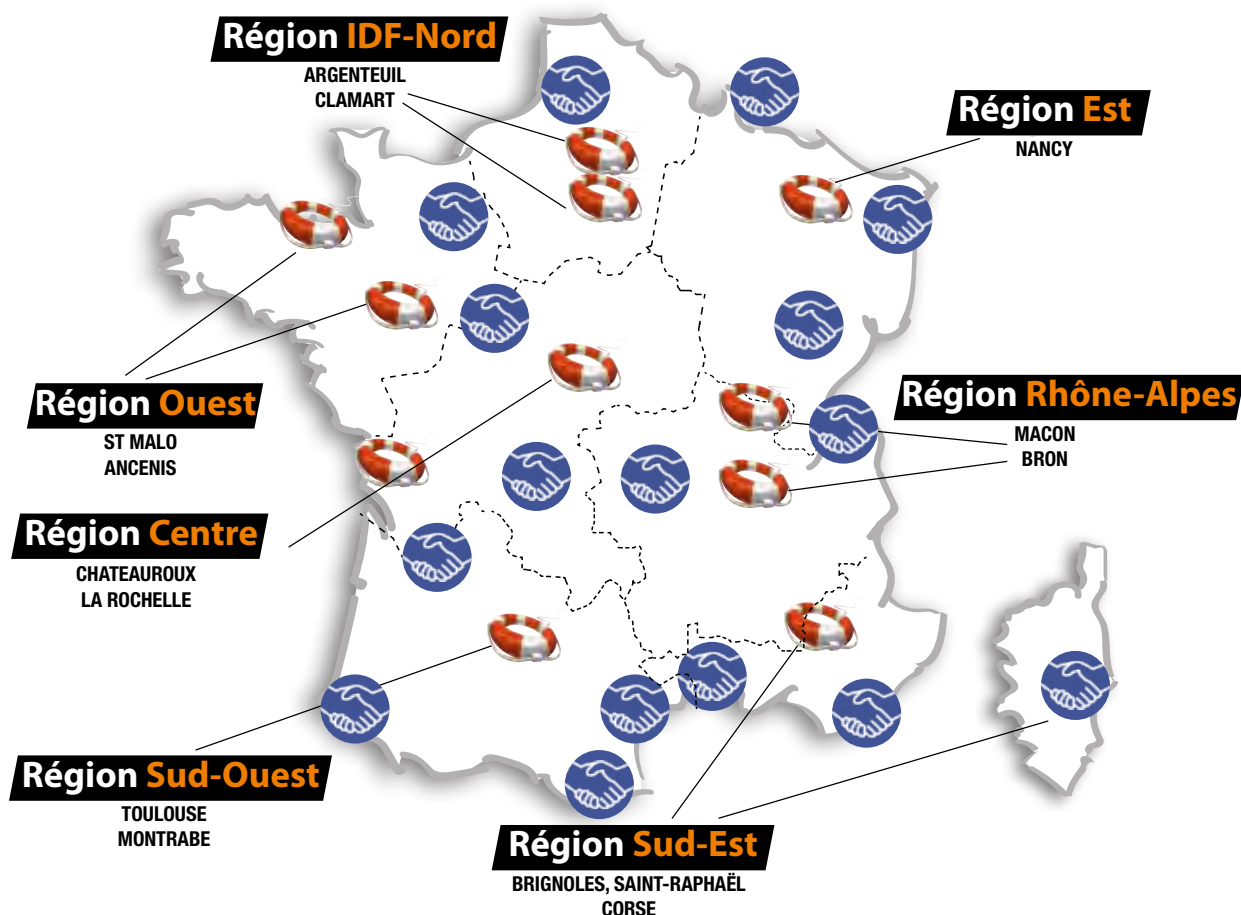 Région IDF-Nord
ARGENTEUIL
CLAMART
Région Est
NANCY
Région Ouest
ST MALO
ANCENIS
Région Rhône-Alpes
MACON
BRON
Région Centre
CHATEAUROUX
LA ROCHELLE
Région Sud-Ouest
TOULOUSE
MONTRABE
Région Sud-Est
BRIGNOLES, SAINT-RAPHAËL
CORSE